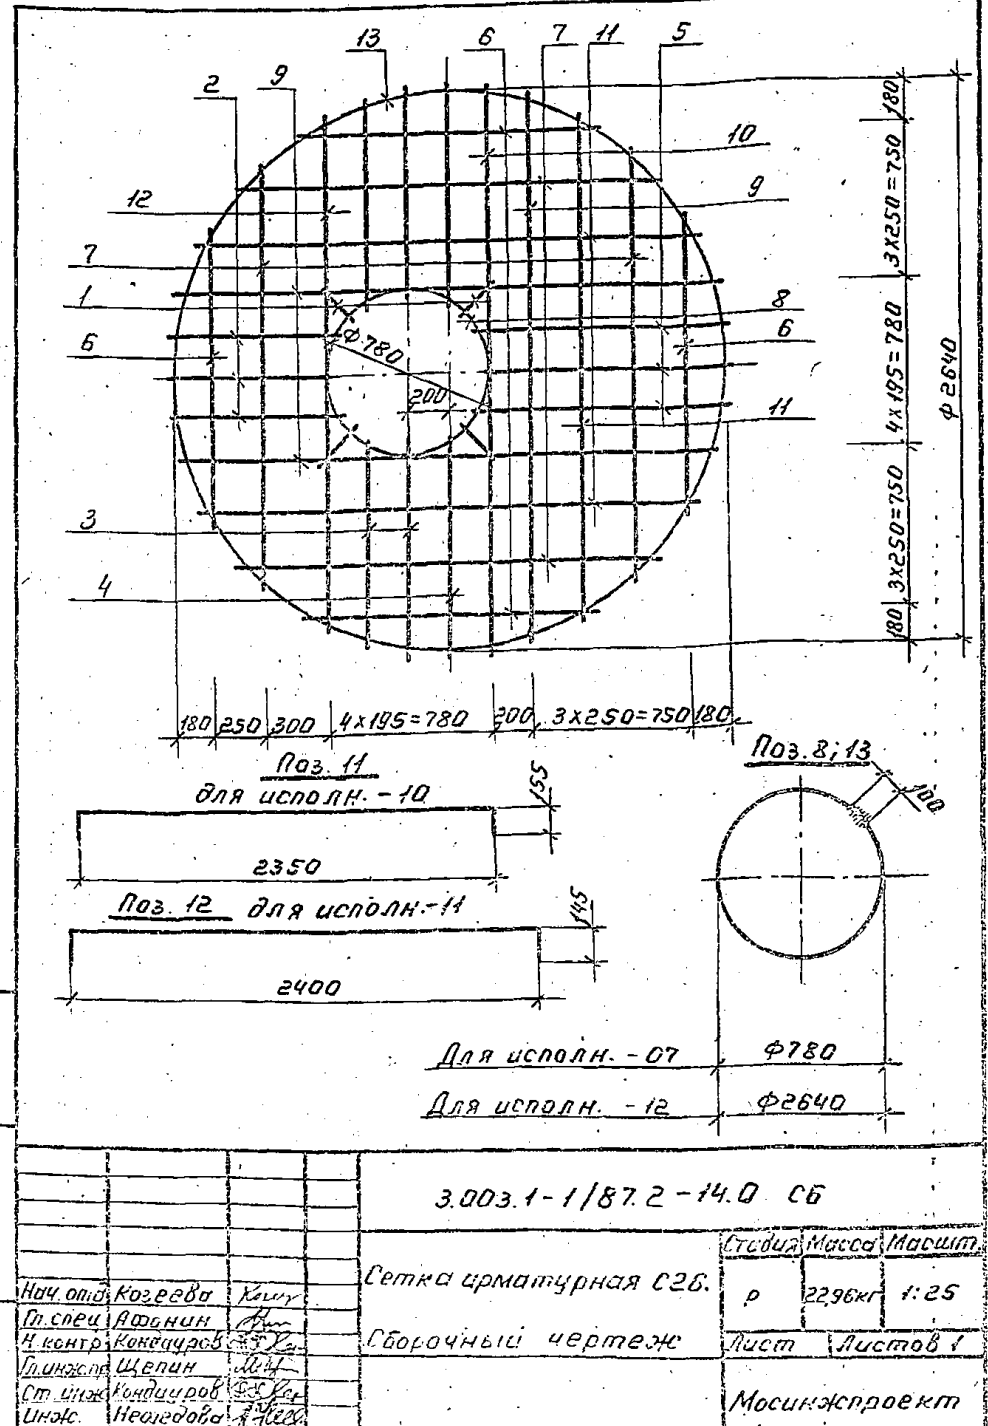 13 6 7 11 5
2 9
10
12 9
7
1 8
6 6
11
3
4
Ф780
200
180
3х250=750
4х195=780
3х250=750
180
Ф2640
180 250 300 4х195=780 200 3х250=750 180
Поз. 11
для исполн. -10
155
2350
Поз. 12 для исполн.-11
145
2400
Поз. 8; 13
100
Для исполн. -07 Ф780
Для исполн. -12 Ф2640
3.003.1-1/87.2-14.0 СБ
Сетка арматурная С26.
Сборочный чертеж
Стадия Масса Масшт.
Р 22,96кг 1:25
Лист Листов 1
Мосинжпроект
Нач. отд Козеева
Гл. спец Афонин
Н. контр Кондауров
Гл. инж. пр Щепин
Ст. инж Кондауров
Инж.